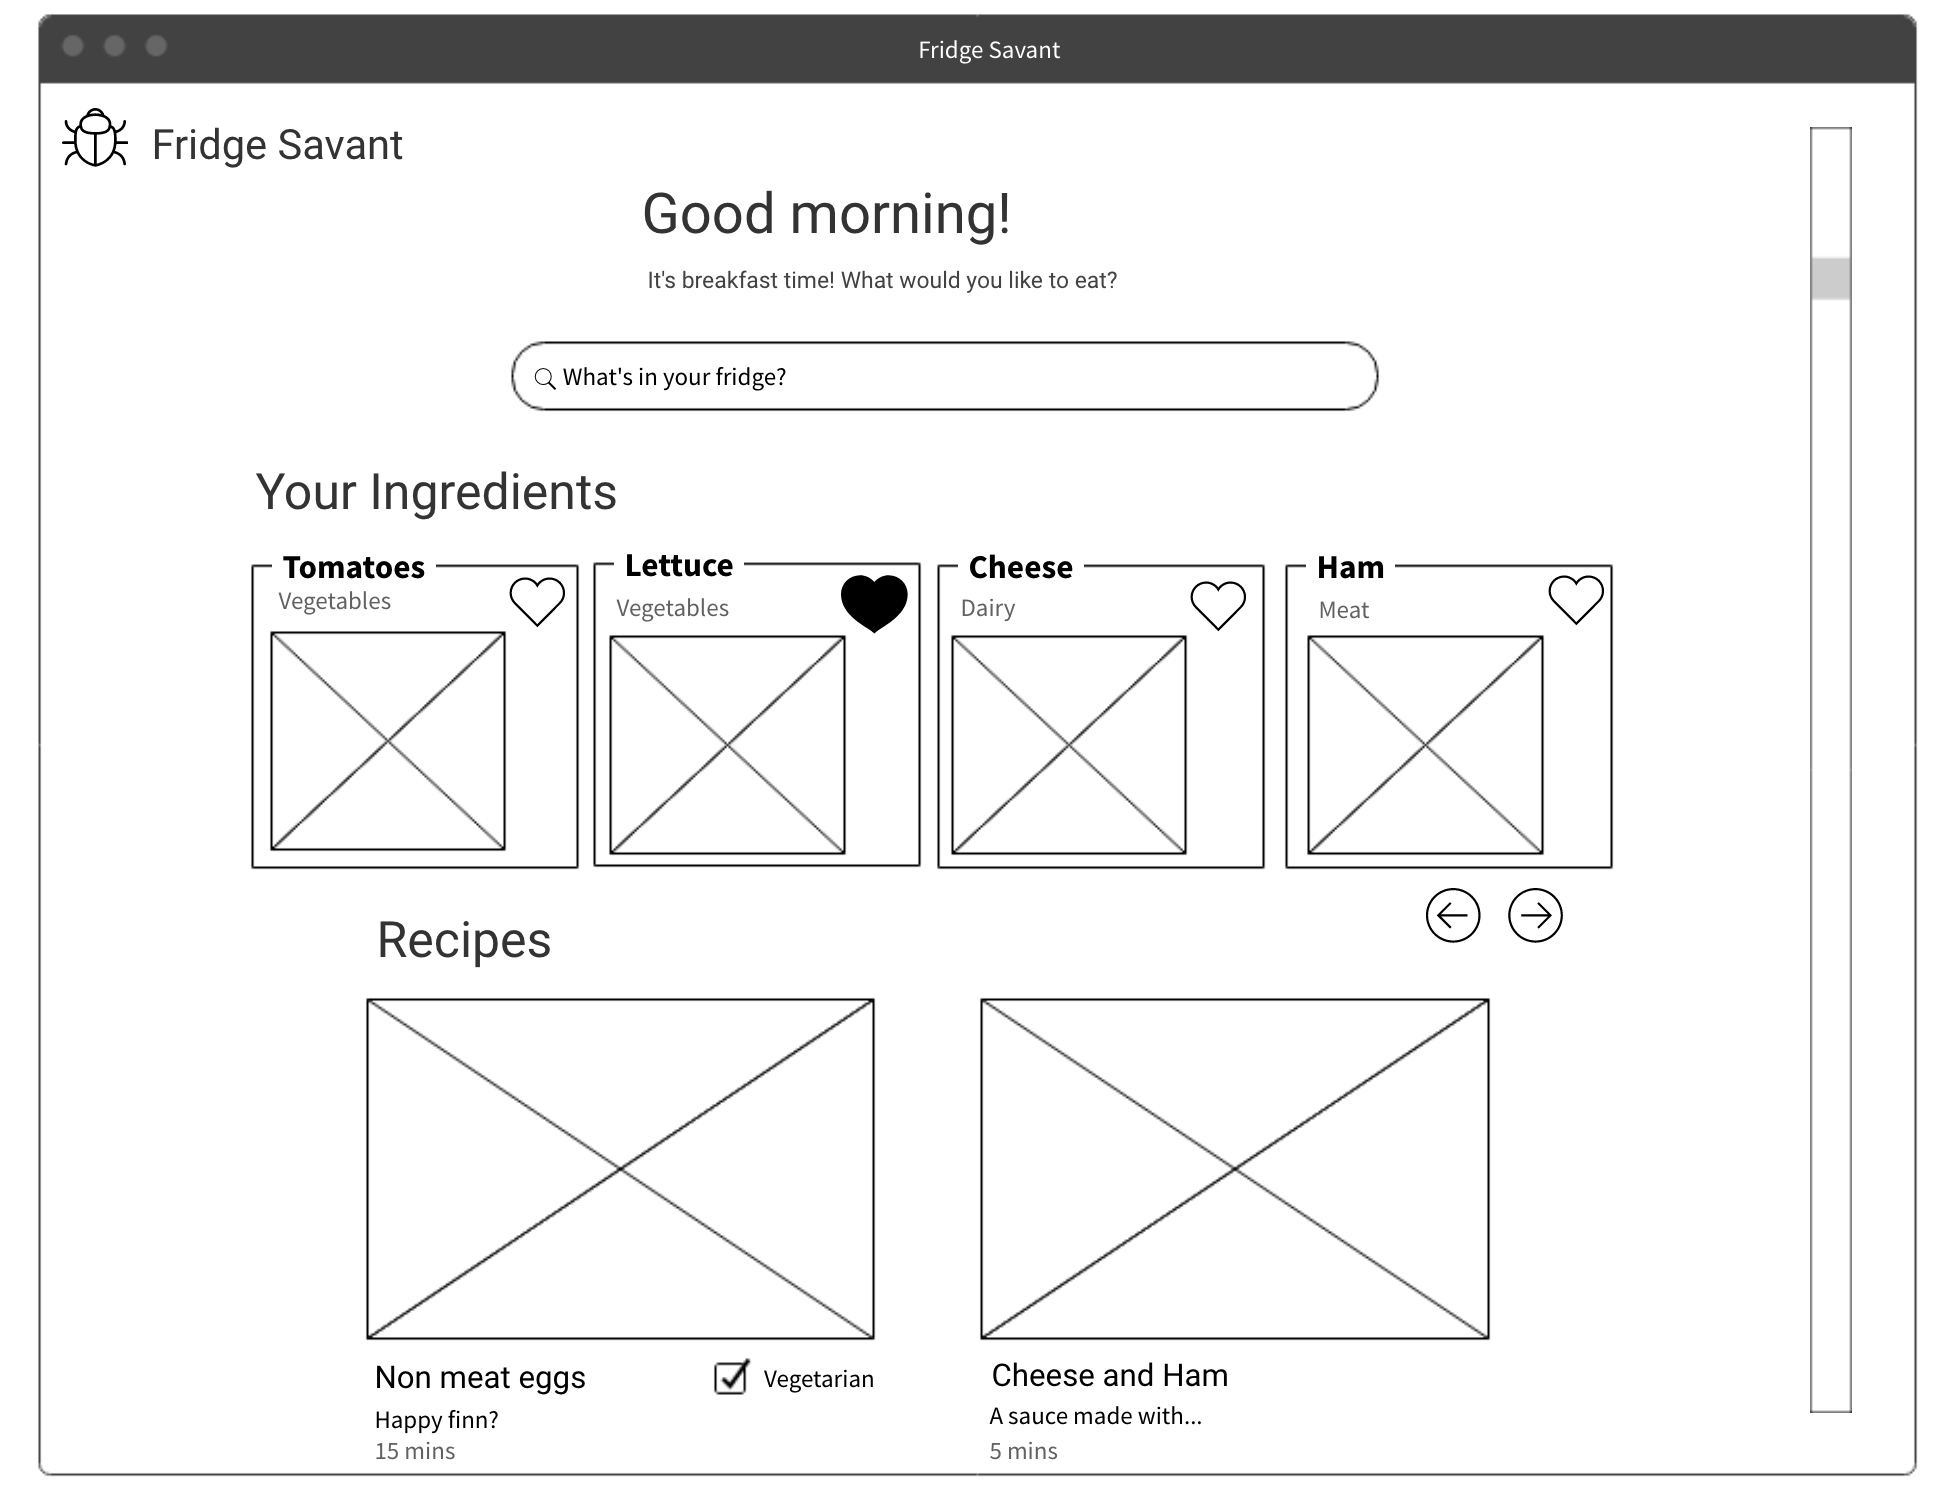 Fridge Savant
Fridge Savant
Good morning!
It's breakfast time! What would you like to eat?
What's in your fridge?
Your Ingredients
Tomatoes
Vegetables
Lettuce
Vegetables
Cheese
Dairy
Ham
Meat
Recipes
Non meat eggs
Vegetarian
Happy finn?
15 mins
Cheese and Ham
A sauce made with...
5 mins